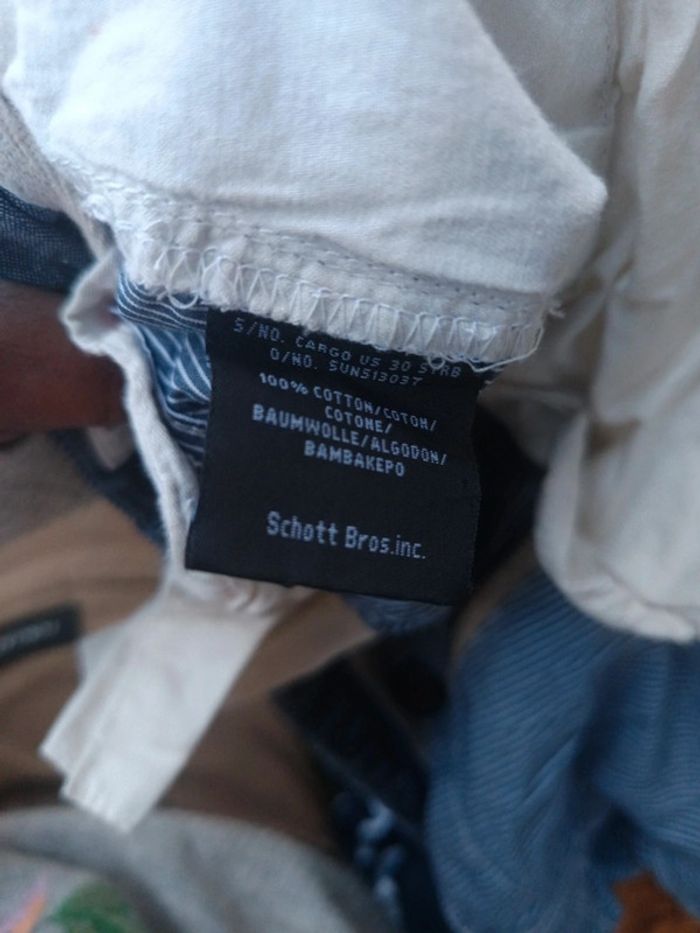 S/NO. CARGO US 30 STRB
O/NO. SUN513037
100% COTTON/COTON/
COTONE/
BAUMWOLLE/ALGODON/
BAMBAKEPO
Schott Bros.inc.